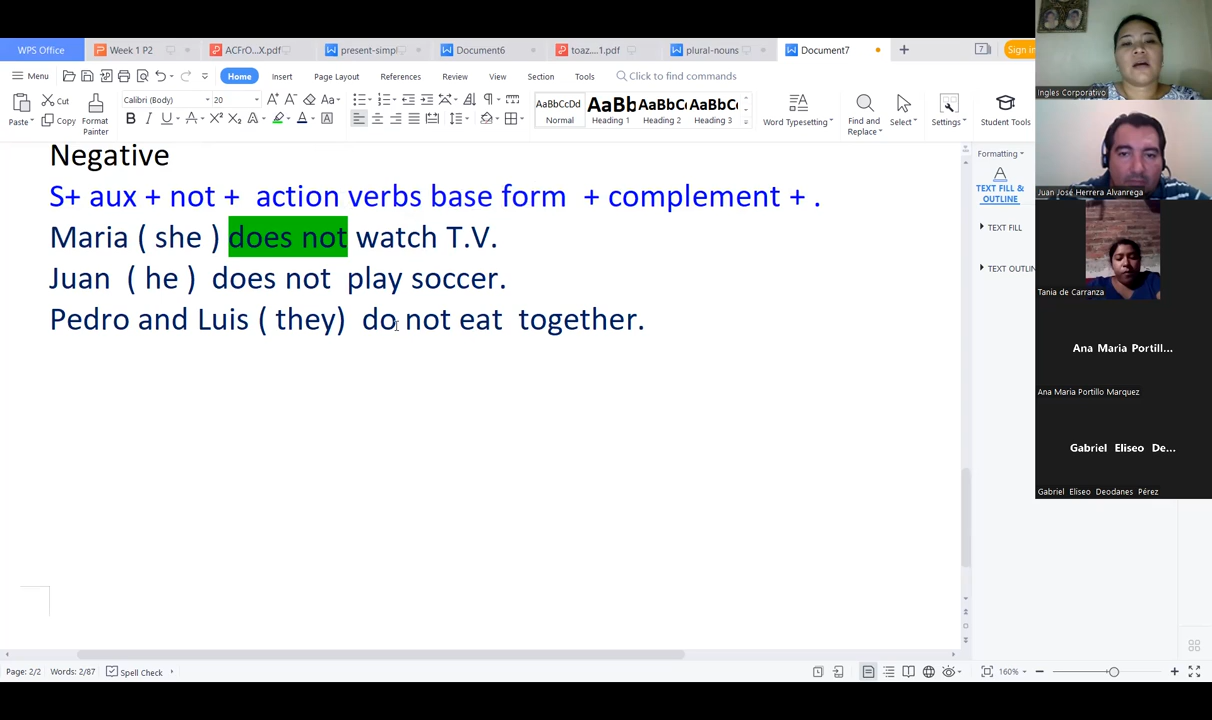 WPS Office
Week 1 P2
ACFrO...X.pdf
present-simpl
Document6
toaz....1.pdf
plural-nouns
Document7
Sign in
Menu
Home
Insert
Page Layout
References
Review
View
Section
Tools
Click to find commands
Paste
Cut
Copy
Format Painter
Calibri (Body)
20
AaBbCcDd
Normal
AaBb
Heading 1
AaBbC
Heading 2
AaBbC
Heading 3
Word Typesetting
Find and Replace
Select
Settings
Student Tools
Negative
S+ aux + not + action verbs base form + complement + .
Maria ( she ) does not watch T.V.
Juan ( he ) does not play soccer.
Pedro and Luis ( they) do not eat together.
Formatting
TEXT FILL & OUTLINE
TEXT FILL
TEXT OUTLIN
Ingles Corporativo
Juan José Herrera Alvanrega
Tania de Carranza
Ana Maria Portill...
Ana Maria Portillo Marquez
Gabriel Eliseo De...
Gabriel Eliseo Deodanes Pérez
Page: 2/2
Words: 2/87
Spell Check
160%